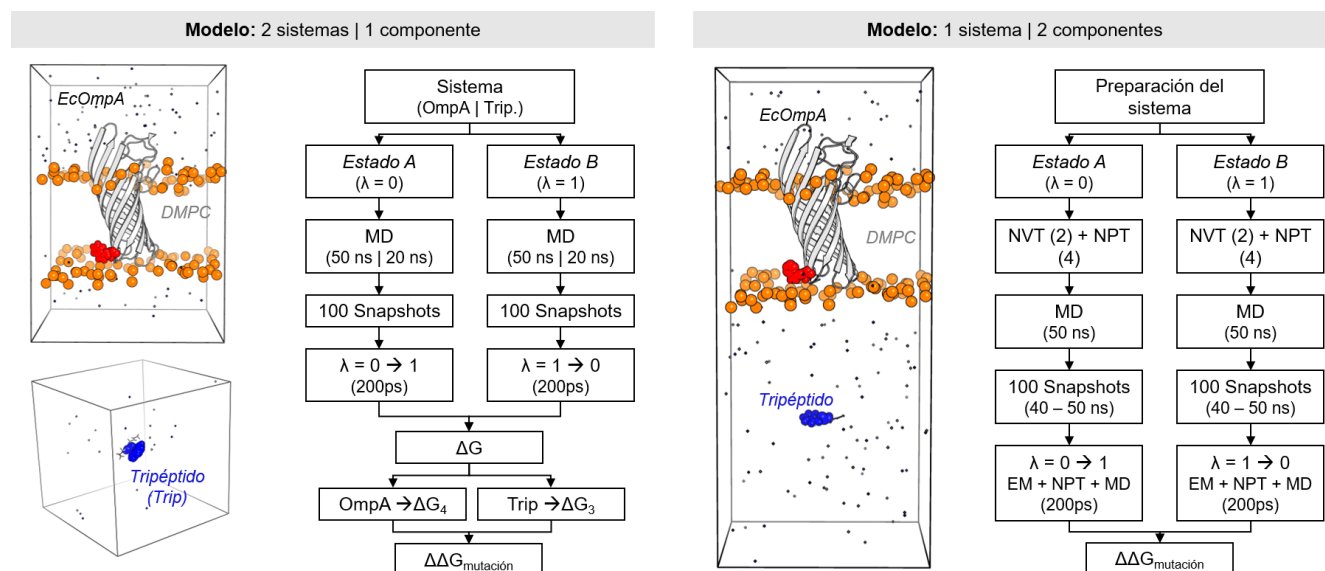 Modelo: 2 sistemas | 1 componente
EcOmpA
DMPC
Tripéptido
(Trip)
Sistema
(OmpA | Trip.)
Estado A
(λ = 0)
Estado B
(λ = 1)
MD
(50 ns | 20 ns)
MD
(50 ns | 20 ns)
100 Snapshots
100 Snapshots
λ = 0 → 1
(200ps)
λ = 1 → 0
(200ps)
ΔG
OmpA → ΔG₄
Trip → ΔG₃
ΔΔGmutación
Modelo: 1 sistema | 2 componentes
EcOmpA
DMPC
Tripéptido
Preparación del
sistema
Estado A
(λ = 0)
Estado B
(λ = 1)
NVT (2) + NPT
(4)
NVT (2) + NPT
(4)
MD
(50 ns)
MD
(50 ns)
100 Snapshots
(40 – 50 ns)
100 Snapshots
(40 – 50 ns)
λ = 0 → 1
EM + NPT + MD
(200ps)
λ = 1 → 0
EM + NPT + MD
(200ps)
ΔΔGmutación